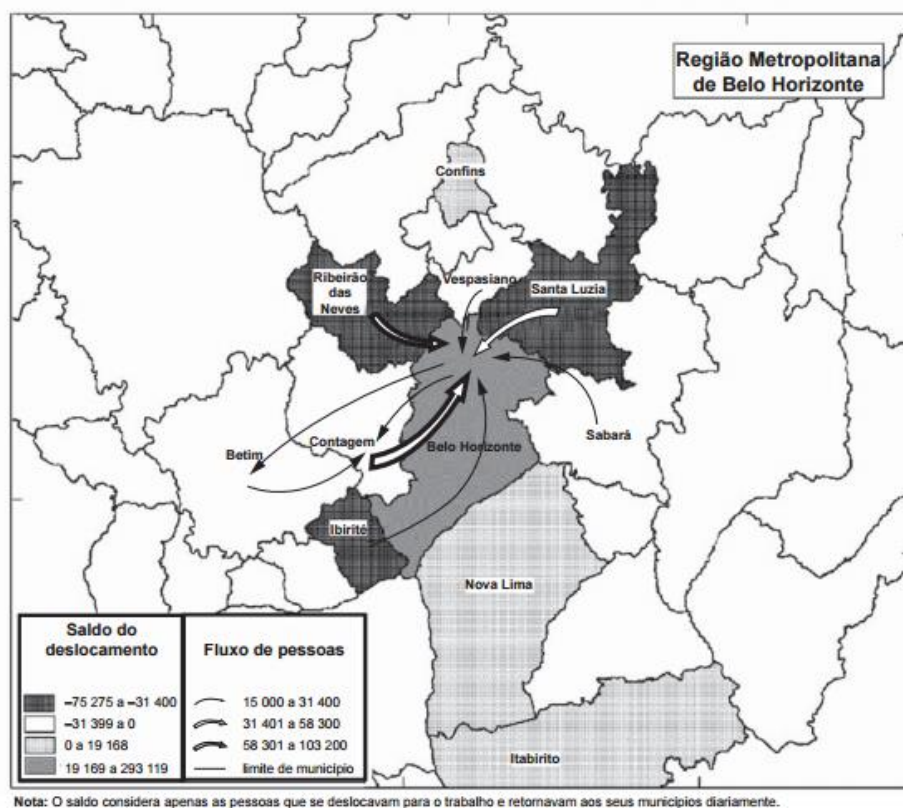 Região Metropolitana
de Belo Horizonte
Confins
Ribeirão
das
Neves
Vespasiano
Santa Luzia
Contagem
Betim
Belo Horizonte
Sabará
Ibirité
Nova Lima
Itabirito
Saldo do
deslocamento
–75 275 a –31 400
–31 399 a 0
0 a 19 168
19 169 a 293 119
Fluxo de pessoas
15 000 a 31 400
31 401 a 58 300
58 301 a 103 200
limite de município
Nota: O saldo considera apenas as pessoas que se deslocavam para o trabalho e retornavam aos seus municípios diariamente.